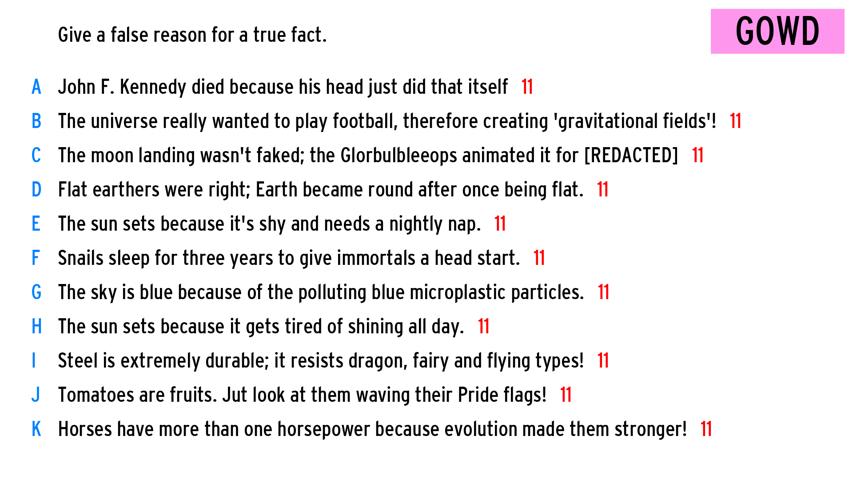 Give a false reason for a true fact.
GOWD
A John F. Kennedy died because his head just did that itself 11
B The universe really wanted to play football, therefore creating 'gravitational fields'! 11
C The moon landing wasn't faked; the Glorbulbleeops animated it for [REDACTED] 11
D Flat earthers were right; Earth became round after once being flat. 11
E The sun sets because it's shy and needs a nightly nap. 11
F Snails sleep for three years to give immortals a head start. 11
G The sky is blue because of the polluting blue microplastic particles. 11
H The sun sets because it gets tired of shining all day. 11
I Steel is extremely durable; it resists dragon, fairy and flying types! 11
J Tomatoes are fruits. Jut look at them waving their Pride flags! 11
K Horses have more than one horsepower because evolution made them stronger! 11